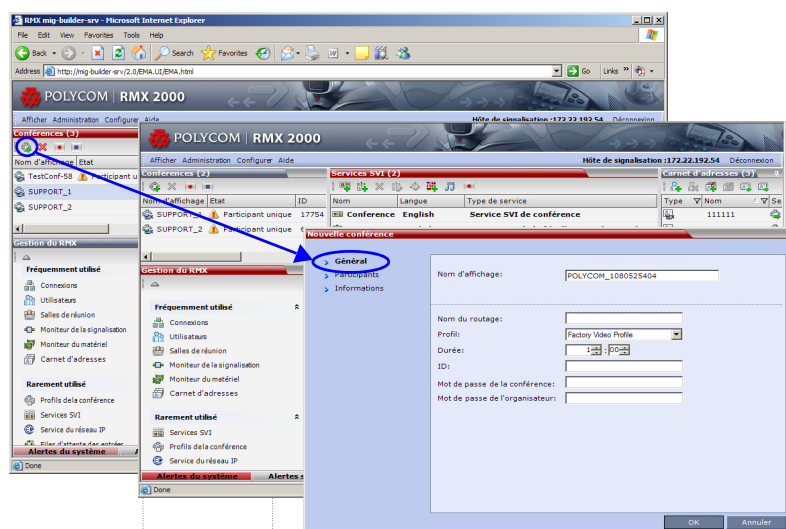 RMX mig-builder-srv - Microsoft Internet Explorer
File Edit View Favorites Tools Help
Back Search Favorites
Address http://mig-builder-srv/2.0/EMA.UI/EMA.html Go Links »
POLYCOM | RMX 2000
Afficher Administration Configurer Aide Hôte de signalisation :172.22.192.54 Déconnexion
Conférences (3)
Nom d'affichage Etat
TestConf-58 Participant u
SUPPORT_1
SUPPORT_2
Gestion du RMX
Fréquemment utilisé
Connexions
Utilisateurs
Salles de réunion
Moniteur de la signalisation
Moniteur du matériel
Carnet d'adresses
Rarement utilisé
Profils dela conférence
Services SVI
Service du réseau IP
Files d'attente des entrées
Alertes du système
Done
POLYCOM | RMX 2000
Afficher Administration Configurer Aide Hôte de signalisation :172.22.192.54 Déconnexion
Conférences (2)
Nom d'affichage Etat ID
SUPPORT_1 Participant unique 17754
SUPPORT_2 Participant unique
Services SVI (2)
Nom Langue Type de service
Conference English Service SVI de conférence
Carnet d'adresses (3)
Type Nom Se
111111
Gestion du RMX
Fréquemment utilisé
Connexions
Utilisateurs
Salles de réunion
Moniteur de la signalisation
Moniteur du matériel
Carnet d'adresses
Rarement utilisé
Services SVI
Profils dela conférence
Service du réseau IP
Alertes du système Alertes s
Done
Nouvelle conférence
Général
Participants
Informations
Nom d'affichage: POLYCOM_1080525404
Nom du routage:
Profil: Factory Video Profile
Durée: 1 : 00
ID:
Mot de passe de la conférence:
Mot de passe de l'organisateur:
OK Annuler